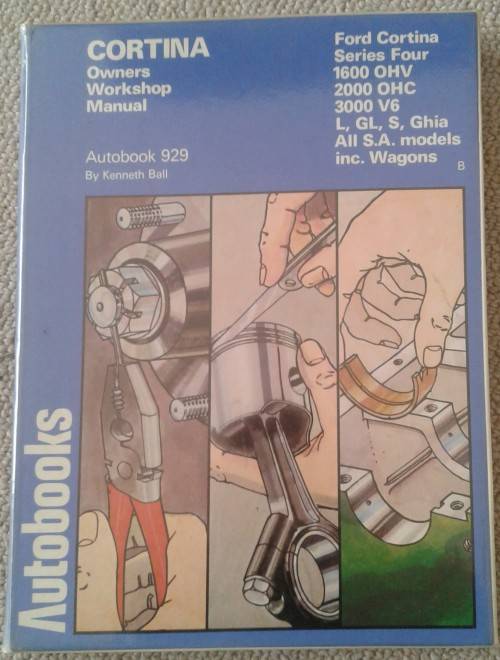 CORTINA
Owners
Workshop
Manual
Autobook 929
By Kenneth Ball
Ford Cortina
Series Four
1600 OHV
2000 OHC
3000 V6
L, GL, S, Ghia
All S.A. models
inc. Wagons
B
Autobooks